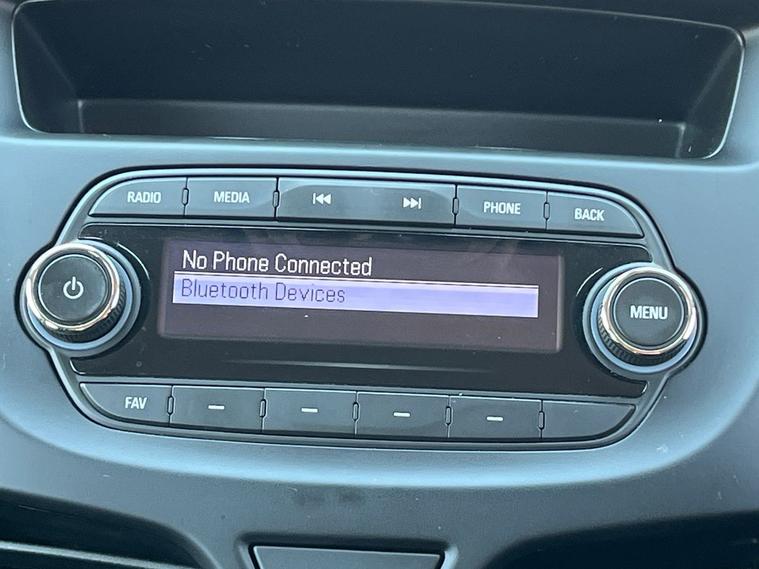 RADIO MEDIA PHONE BACK
No Phone Connected
Bluetooth Devices
MENU
FAV